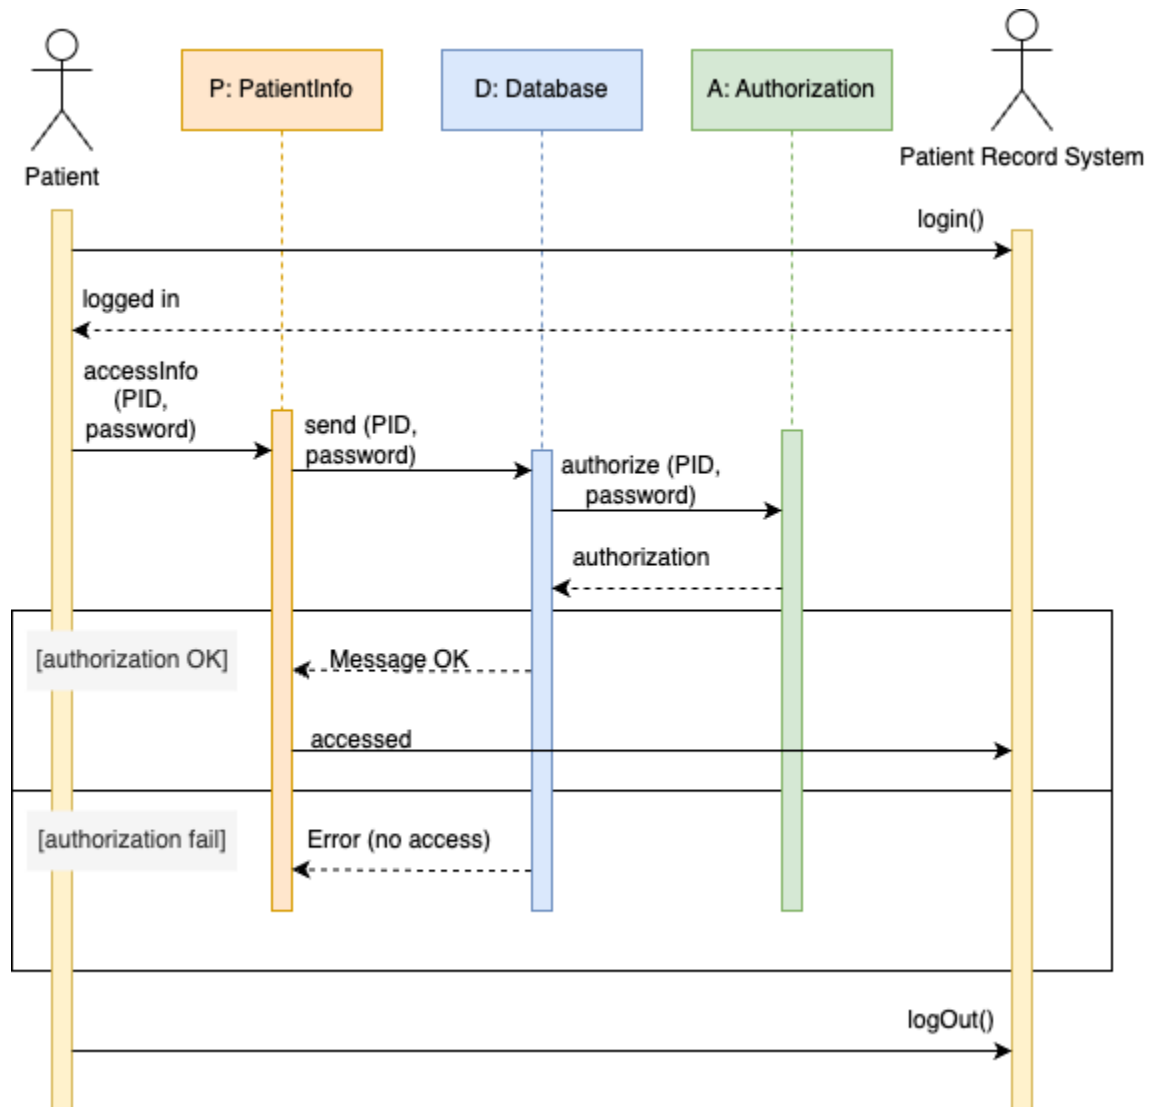 P: PatientInfo
D: Database
A: Authorization
Patient Record System
Patient
login()
logged in
accessInfo
(PID,
password)
send (PID,
password)
authorize (PID,
password)
authorization
[authorization OK]
Message OK
accessed
[authorization fail]
Error (no access)
logOut()